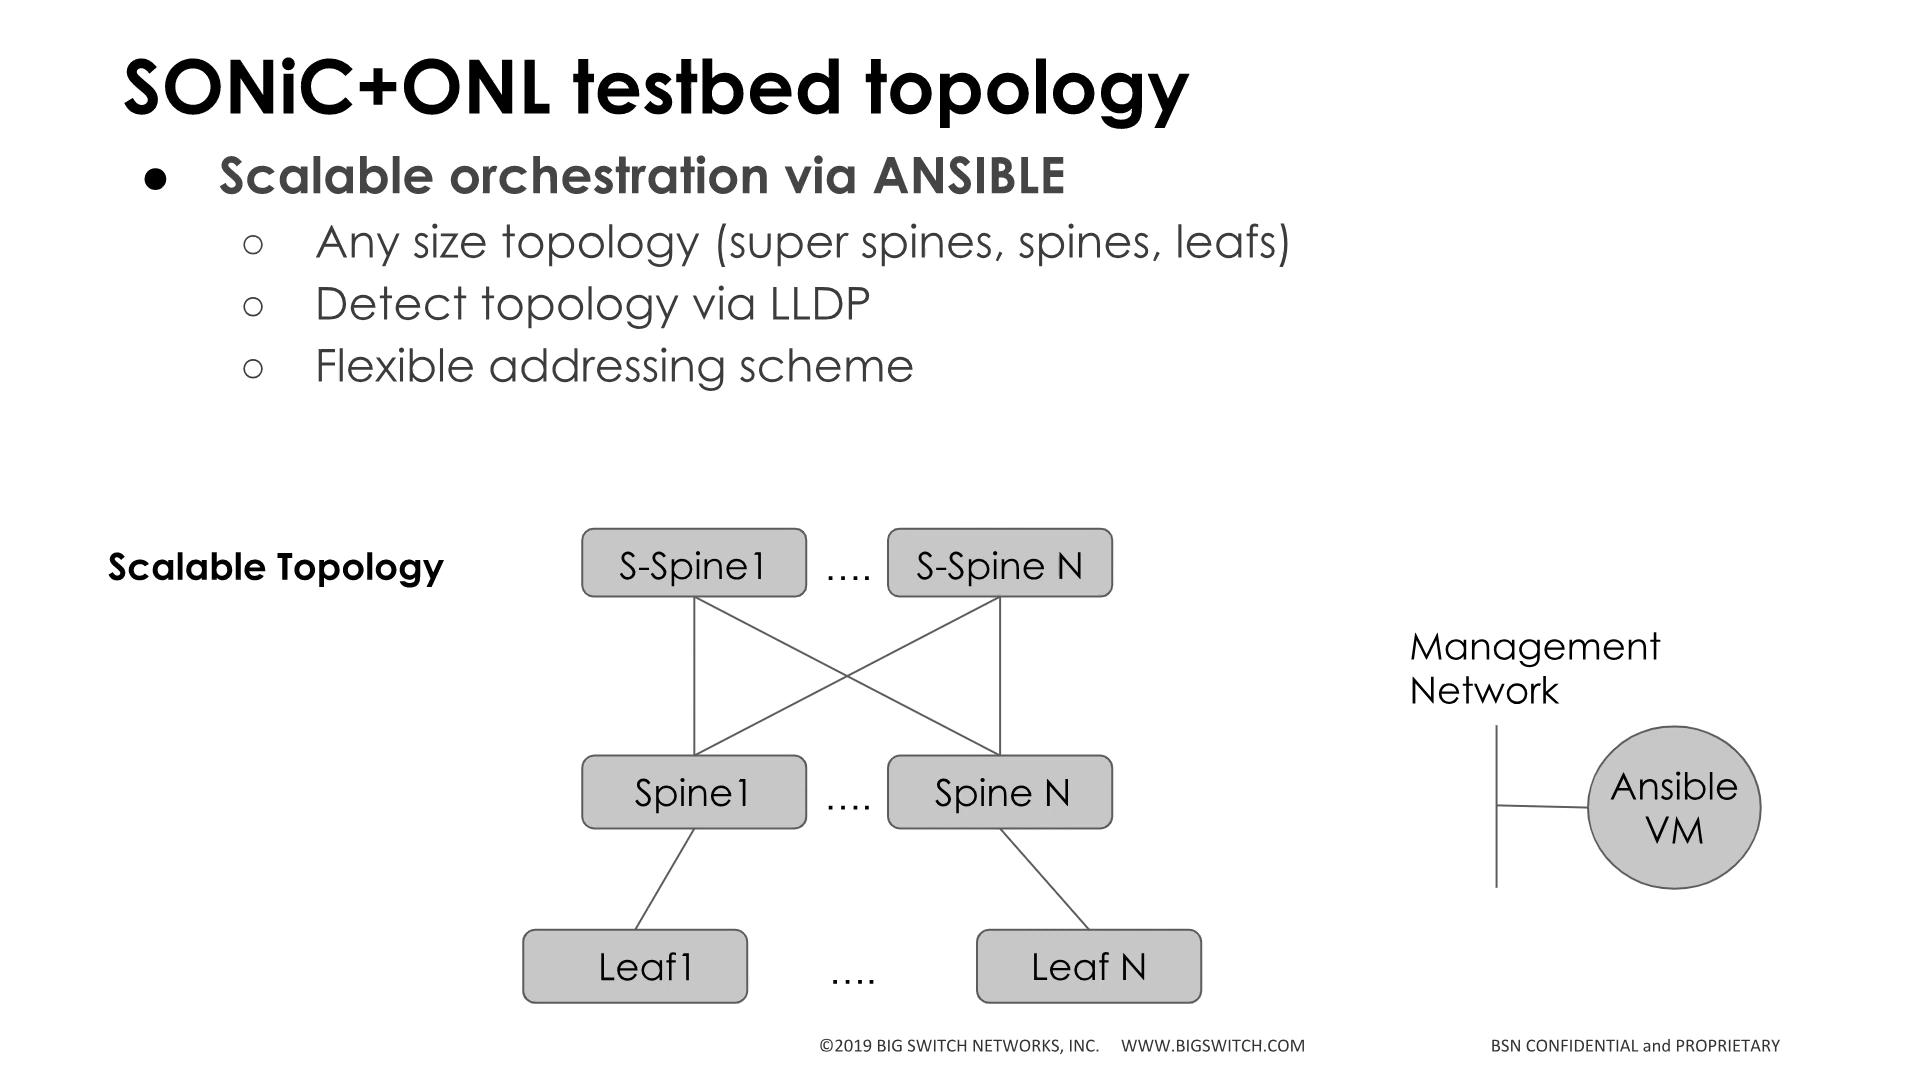 SONiC+ONL testbed topology
● Scalable orchestration via ANSIBLE
○ Any size topology (super spines, spines, leafs)
○ Detect topology via LLDP
○ Flexible addressing scheme
Scalable Topology
S-Spine1 .... S-Spine N
Management
Network
Spine1 .... Spine N
Ansible
VM
Leaf1 .... Leaf N
©2019 BIG SWITCH NETWORKS, INC. WWW.BIGSWITCH.COM BSN CONFIDENTIAL and PROPRIETARY